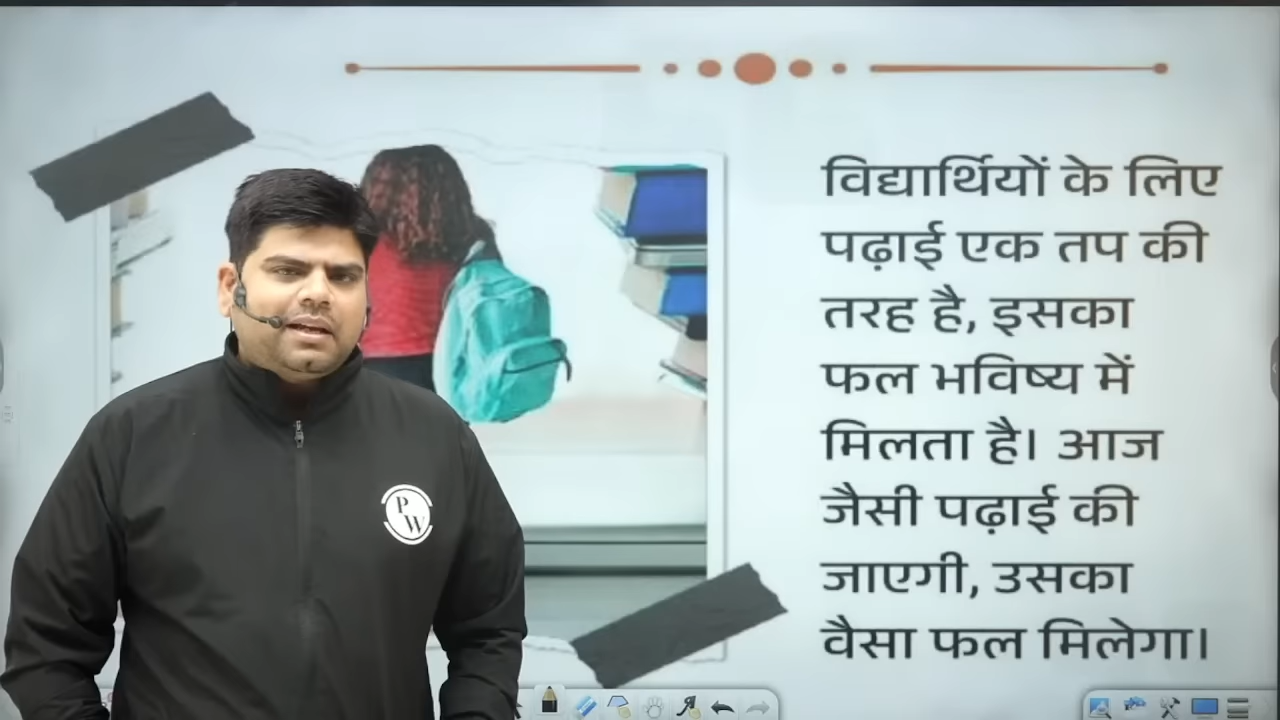 विद्यार्थियों के लिए
पढ़ाई एक तप की
तरह है, इसका
फल भविष्य में
मिलता है। आज
जैसी पढ़ाई की
जाएगी, उसका
वैसा फल मिलेगा।
PW